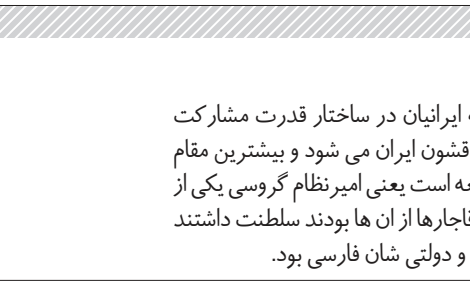 ایرانیان در ساختار قدرت مشارکت
قشون ایران می شود و بیشترین مقام
است یعنی امیرنظام گروسی یکی از
قاجارها از ان ها بودند سلطنت داشتند
و دولتی شان فارسی بود.